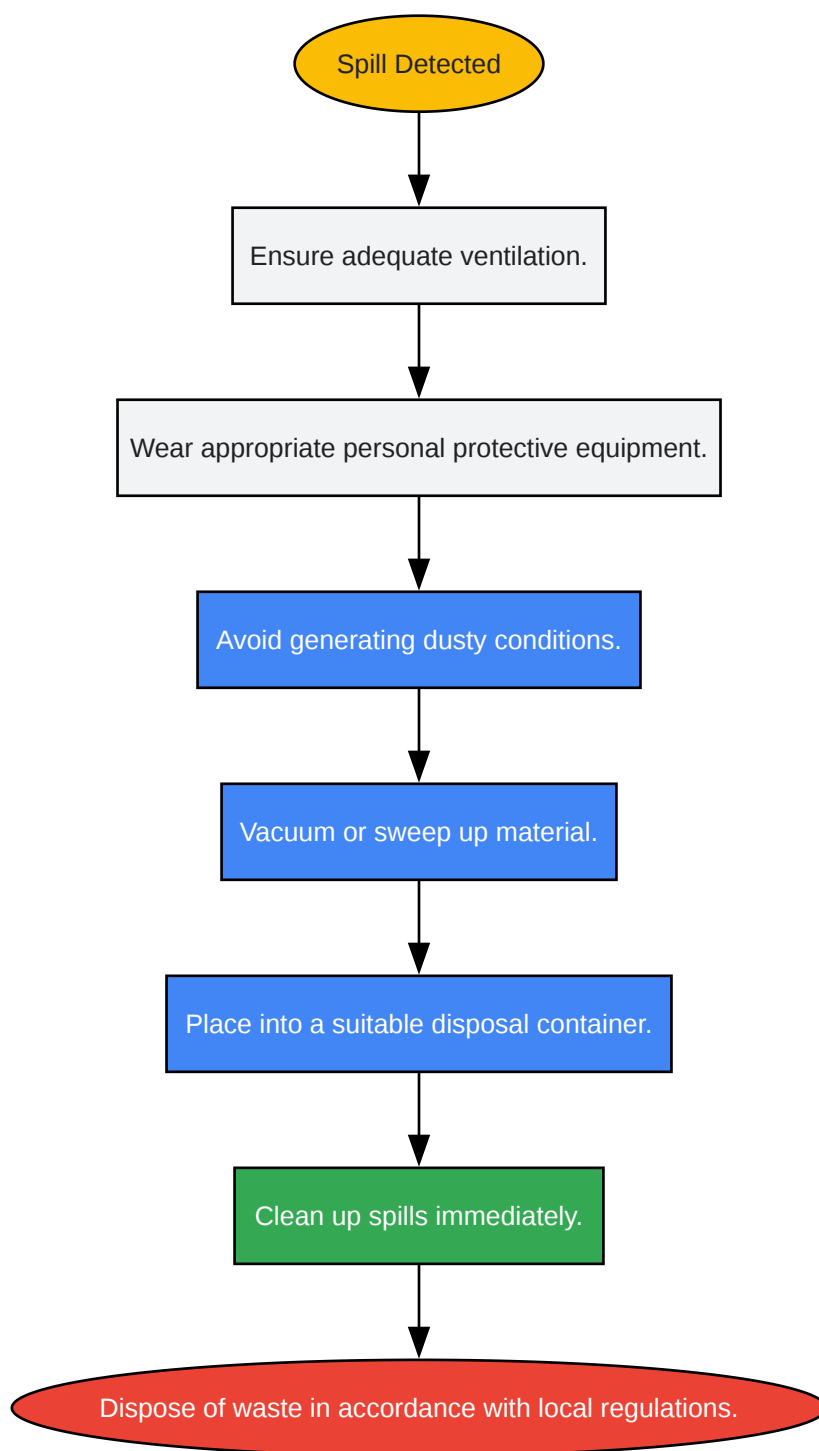 Spill Detected
Ensure adequate ventilation.
Wear appropriate personal protective equipment.
Avoid generating dusty conditions.
Vacuum or sweep up material.
Place into a suitable disposal container.
Clean up spills immediately.
Dispose of waste in accordance with local regulations.